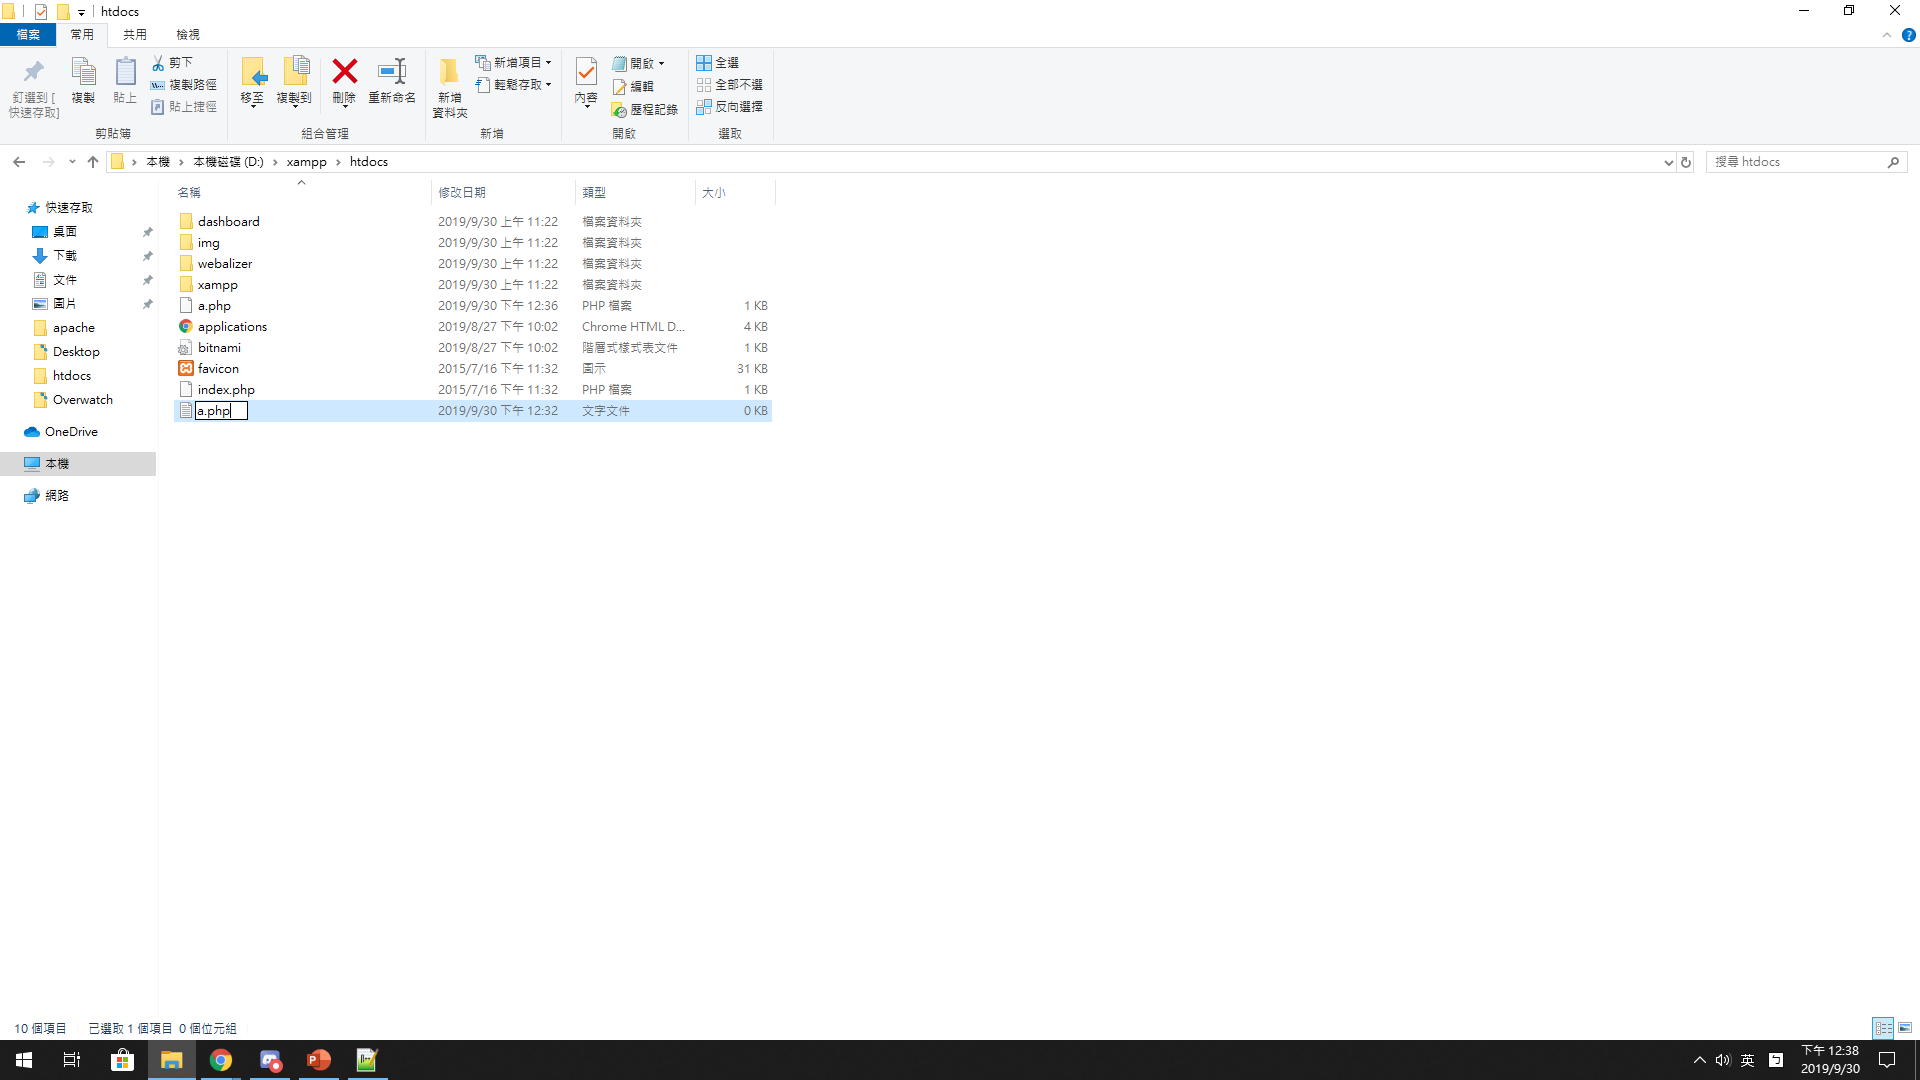 htdocs
檔案 常用 共用 檢視
釘選到 [
快速存取]
複製
貼上
剪下
複製路徑
貼上捷徑
剪貼簿
移至
複製到
刪除
重新命名
組合管理
新增
資料夾
新增項目
輕鬆存取
新增
內容
開啟
編輯
歷程記錄
開啟
全選
全部不選
反向選擇
選取
本機 › 本機磁碟 (D:) › xampp › htdocs
搜尋 htdocs
快速存取
桌面
下載
文件
圖片
apache
Desktop
htdocs
Overwatch
OneDrive
本機
網路
名稱 修改日期 類型 大小
dashboard 2019/9/30 上午 11:22 檔案資料夾
img 2019/9/30 上午 11:22 檔案資料夾
webalizer 2019/9/30 上午 11:22 檔案資料夾
xampp 2019/9/30 上午 11:22 檔案資料夾
a.php 2019/9/30 下午 12:36 PHP 檔案 1 KB
applications 2019/8/27 下午 10:02 Chrome HTML D... 4 KB
bitnami 2019/8/27 下午 10:02 階層式樣式表文件 1 KB
favicon 2015/7/16 下午 11:32 圖示 31 KB
index.php 2015/7/16 下午 11:32 PHP 檔案 1 KB
a.php 2019/9/30 下午 12:32 文字文件 0 KB
10 個項目 已選取 1 個項目 0 個位元組
英
下午 12:38
2019/9/30